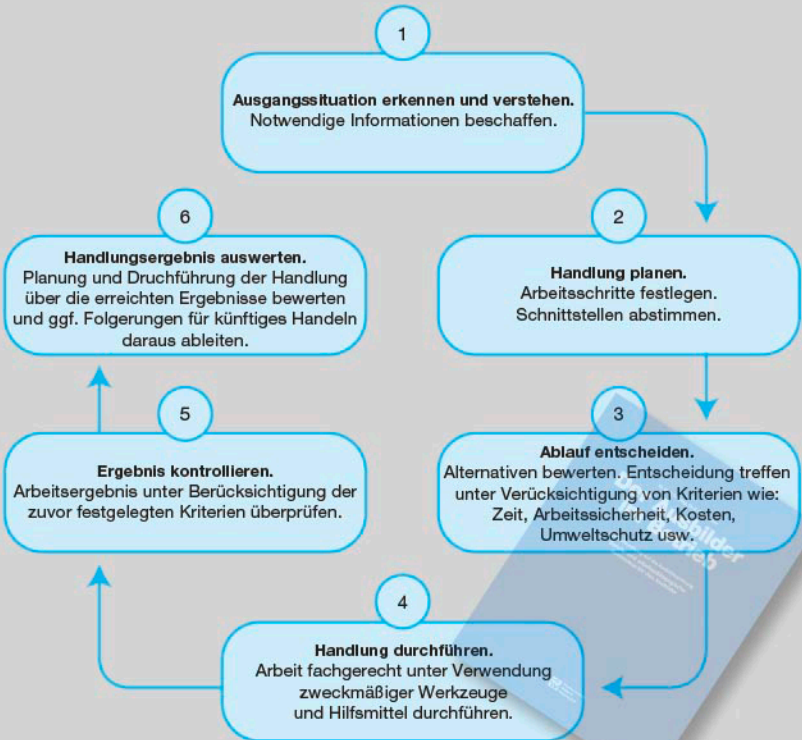 1
Ausgangssituation erkennen und verstehen.
Notwendige Informationen beschaffen.
2
Handlung planen.
Arbeitsschritte festlegen.
Schnittstellen abstimmen.
3
Ablauf entscheiden.
Alternativen bewerten. Entscheidung treffen
unter Verücksichtigung von Kriterien wie:
Zeit, Arbeitssicherheit, Kosten,
Umweltschutz usw.
4
Handlung durchführen.
Arbeit fachgerecht unter Verwendung
zweckmäßiger Werkzeuge
und Hilfsmittel durchführen.
5
Ergebnis kontrollieren.
Arbeitsergebnis unter Berücksichtigung der
zuvor festgelegten Kriterien überprüfen.
6
Handlungsergebnis auswerten.
Planung und Druchführung der Handlung
über die erreichten Ergebnisse bewerten
und ggf. Folgerungen für künftiges Handeln
daraus ableiten.
Der Ausbilder
im Betrieb